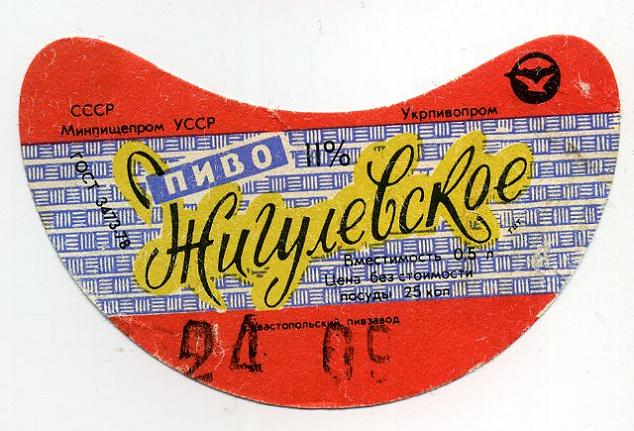 СССР
Минпищепром УССР
Укрпивопром
ГОСТ 3473-78
ПИВО 11%
Жигулевское
Вместимость 0,5 л
Цена без стоимости
посуды 25 коп
Севастопольский пивзавод
24 09